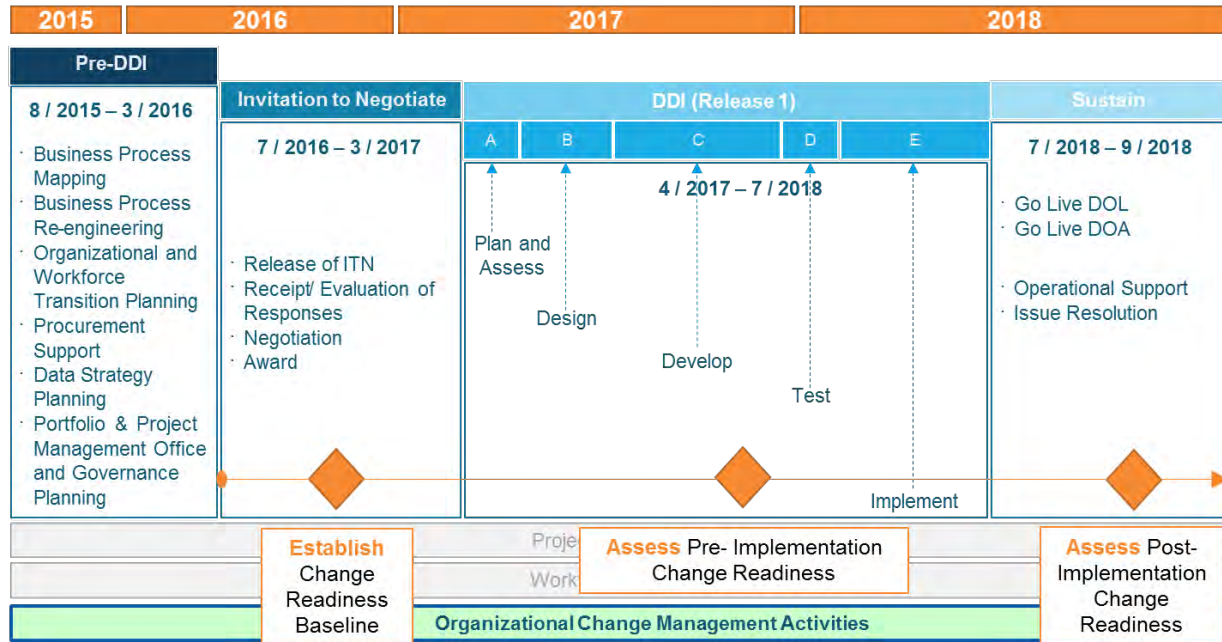 2015
2016
2017
2018
Pre-DDI
8 / 2015 – 3 / 2016
· Business Process
Mapping
· Business Process
Re-engineering
· Organizational and
Workforce
Transition Planning
· Procurement
Support
· Data Strategy
Planning
· Portfolio & Project
Management Office
and Governance
Planning
Invitation to Negotiate
7 / 2016 – 3 / 2017
· Release of ITN
· Receipt/ Evaluation of
Responses
· Negotiation
· Award
DDI (Release 1)
A
B
C
D
E
4 / 2017 – 7 / 2018
Plan and
Assess
Design
Develop
Test
Implement
Sustain
7 / 2018 – 9 / 2018
· Go Live DOL
· Go Live DOA
· Operational Support
· Issue Resolution
Establish
Change
Readiness
Baseline
ASSESS Pre- Implementation
Change Readiness
Assess Post-
Implementation
Change
Readiness
Organizational Change Management Activities